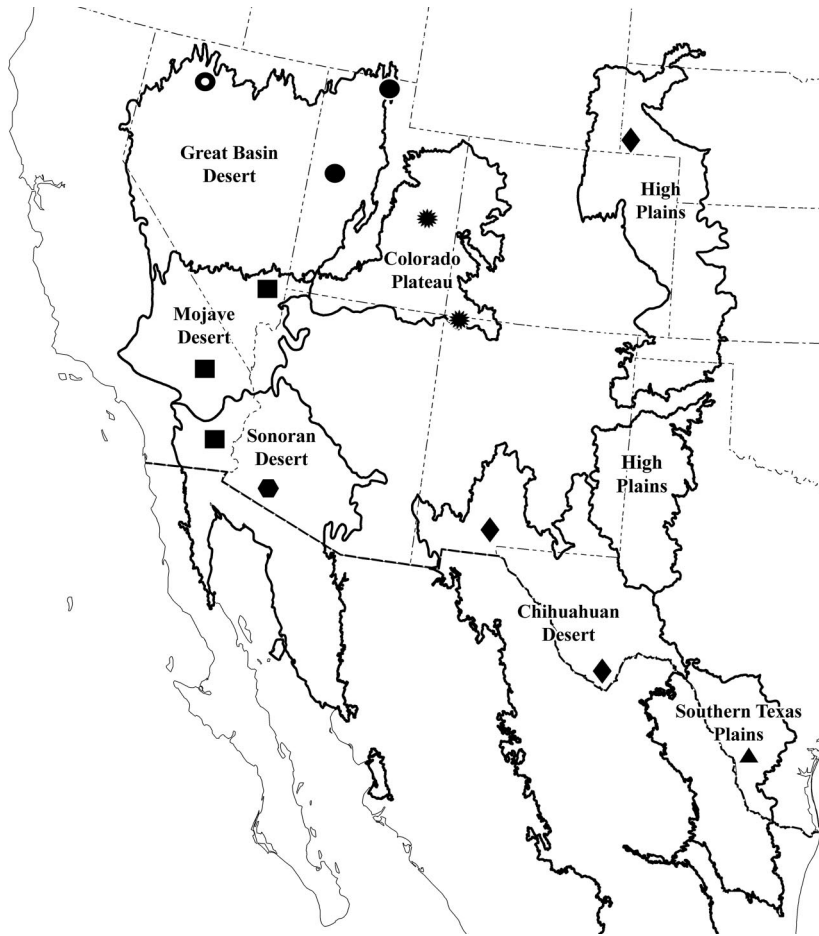 Great Basin
Desert
High
Plains
Colorado
Plateau
Mojave
Desert
Sonoran
Desert
High
Plains
Chihuahuan
Desert
Southern Texas
Plains